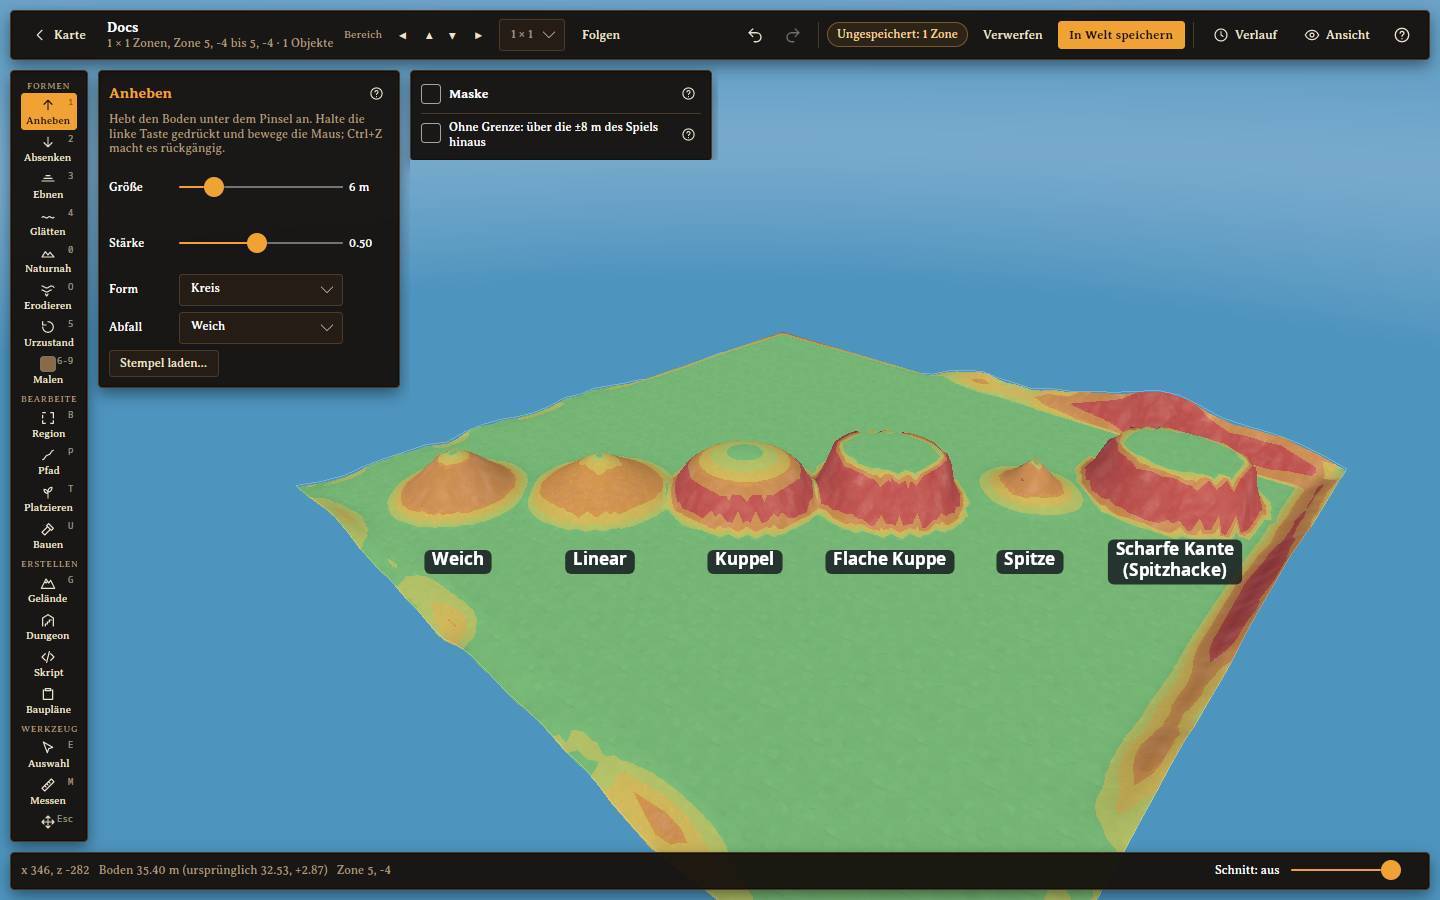 Karte
Docs
1 × 1 Zonen, Zone 5, -4 bis 5, -4 · 1 Objekte
Bereich
1 × 1
Folgen
Ungespeichert: 1 Zone
Verwerfen
In Welt speichern
Verlauf
Ansicht
FORMEN
1
Anheben
2
Absenken
3
Ebnen
4
Glätten
0
Naturnah
O
Erodieren
5
Urzustand
6-9
Malen
BEARBEITE
B
Region
P
Pfad
T
Platzieren
U
Bauen
ERSTELLEN
G
Gelände
Dungeon
Skript
Baupläne
WERKZEUG
E
Auswahl
M
Messen
Esc
Anheben
Hebt den Boden unter dem Pinsel an. Halte die
linke Taste gedrückt und bewege die Maus; Ctrl+Z
macht es rückgängig.
Größe
6 m
Stärke
0.50
Form
Kreis
Abfall
Weich
Stempel laden...
Maske
Ohne Grenze: über die ±8 m des Spiels
hinaus
Weich
Linear
Kuppel
Flache Kuppe
Spitze
Scharfe Kante
(Spitzhacke)
x 346, z -282 Boden 35.40 m (ursprünglich 32.53, +2.87) Zone 5, -4
Schnitt: aus